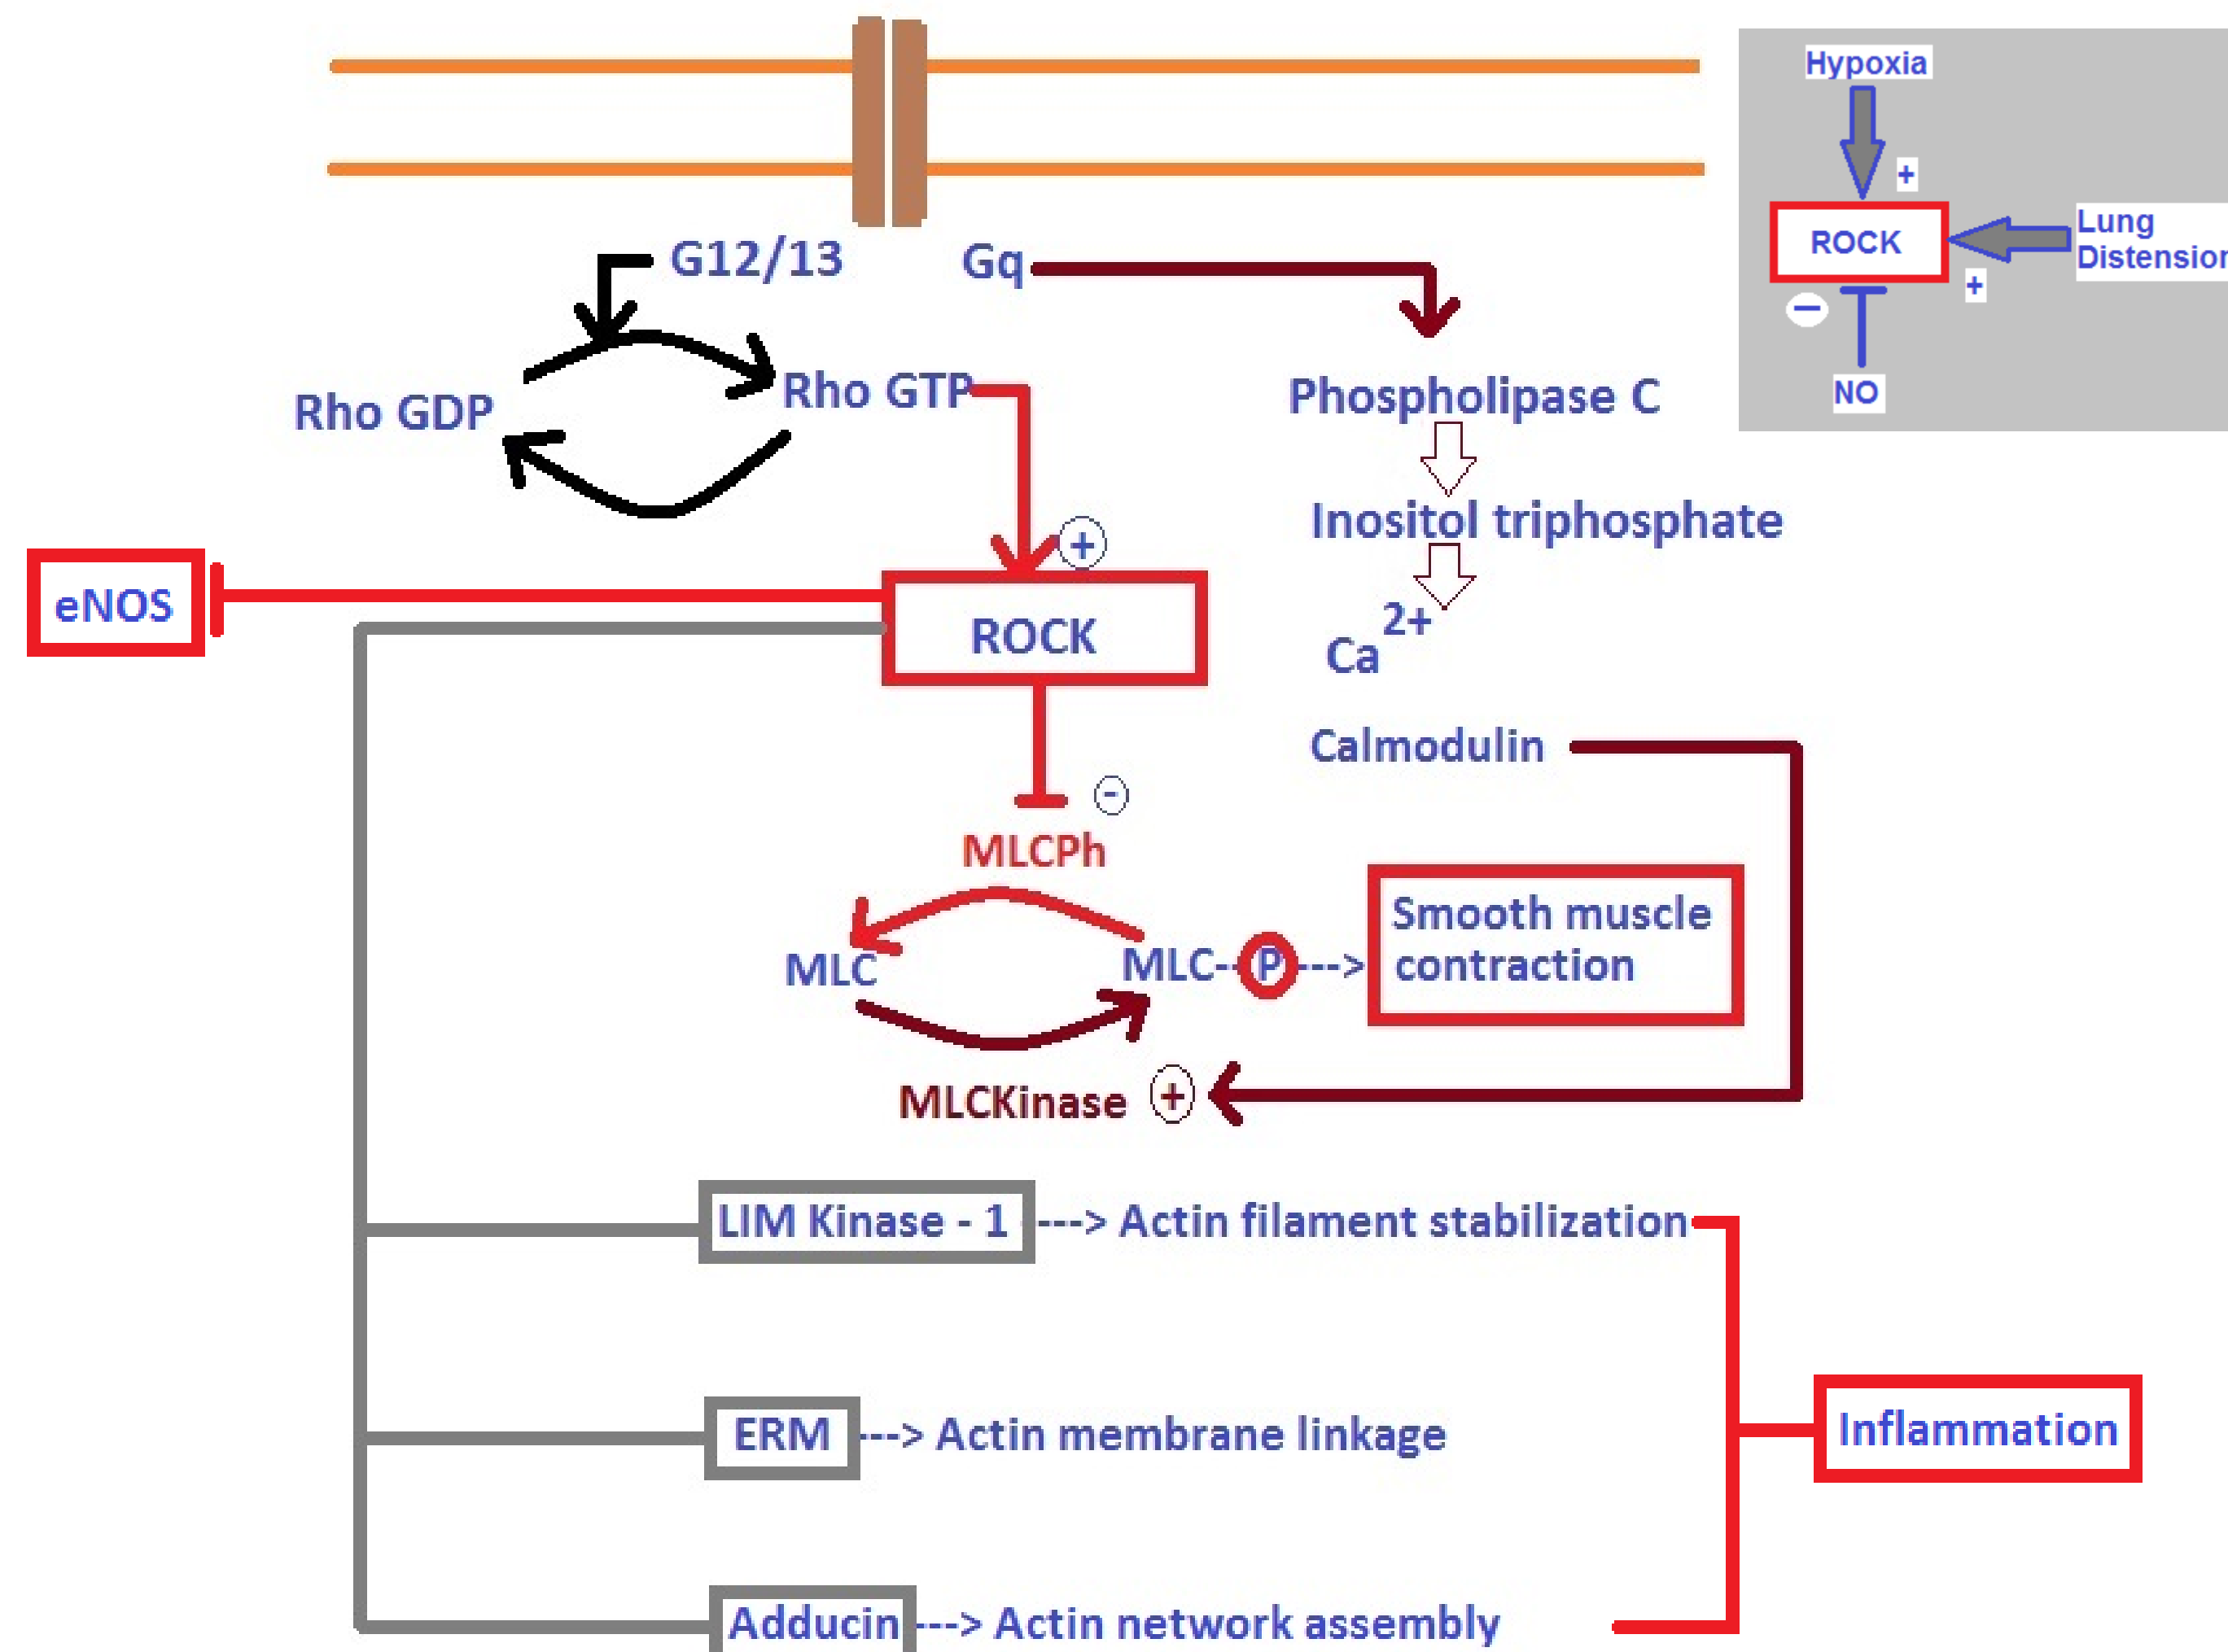 Hypoxia
+
ROCK
Lung
Distension
+
−
NO
G12/13
Gq
Rho GDP
Rho GTP
Phospholipase C
Inositol triphosphate
Ca 2+
+
eNOS
ROCK
Calmodulin
-
MLCPh
MLC
MLC--P--->
Smooth muscle
contraction
MLCKinase +
LIM Kinase - 1 ---> Actin filament stabilization
ERM ---> Actin membrane linkage
Inflammation
Adducin ---> Actin network assembly